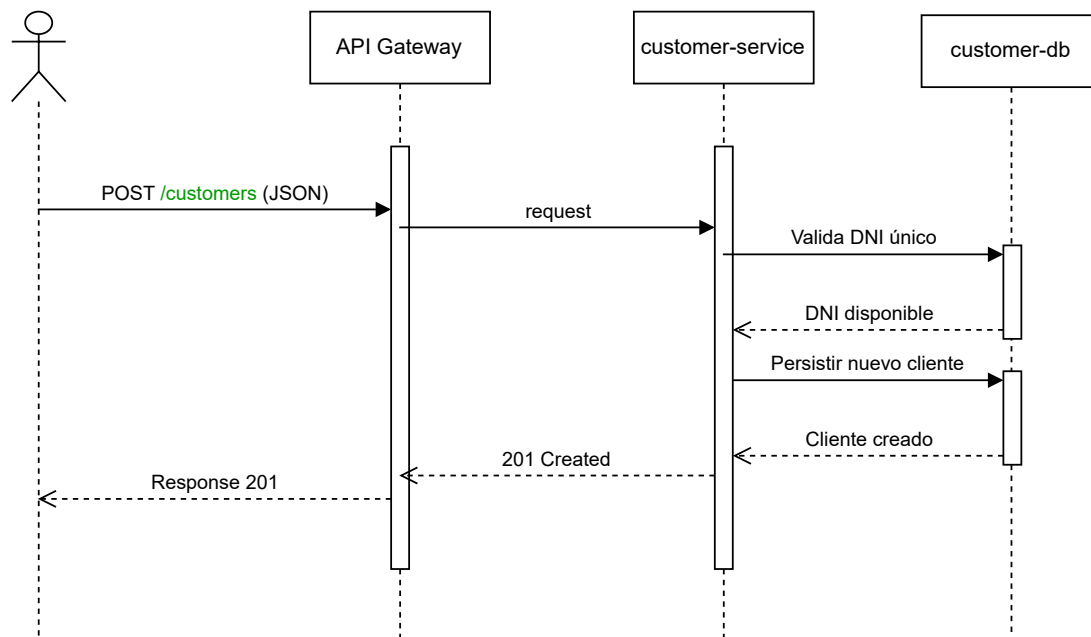 API Gateway
customer-service
customer-db
POST /customers (JSON)
request
Valida DNI único
DNI disponible
Persistir nuevo cliente
Cliente creado
201 Created
Response 201